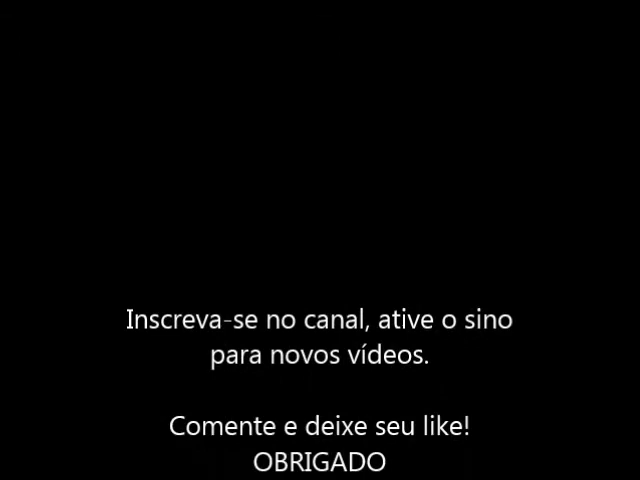 Inscreva-se no canal, ative o sino
para novos vídeos.
Comente e deixe seu like!
OBRIGADO